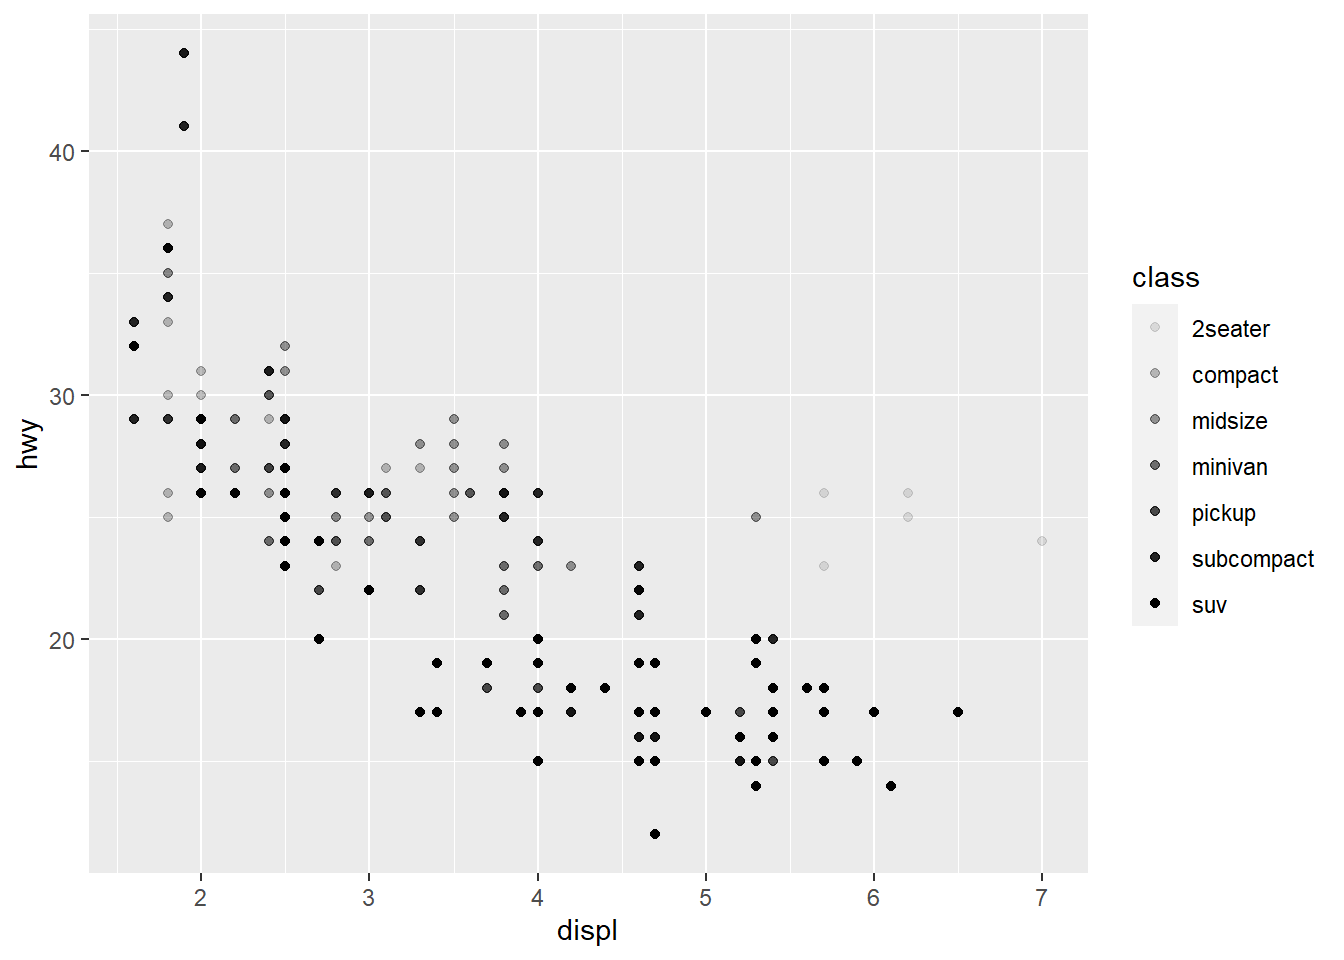 hwy
40
30
20
2
3
4
5
6
7
displ
class
2seater
compact
midsize
minivan
pickup
subcompact
suv